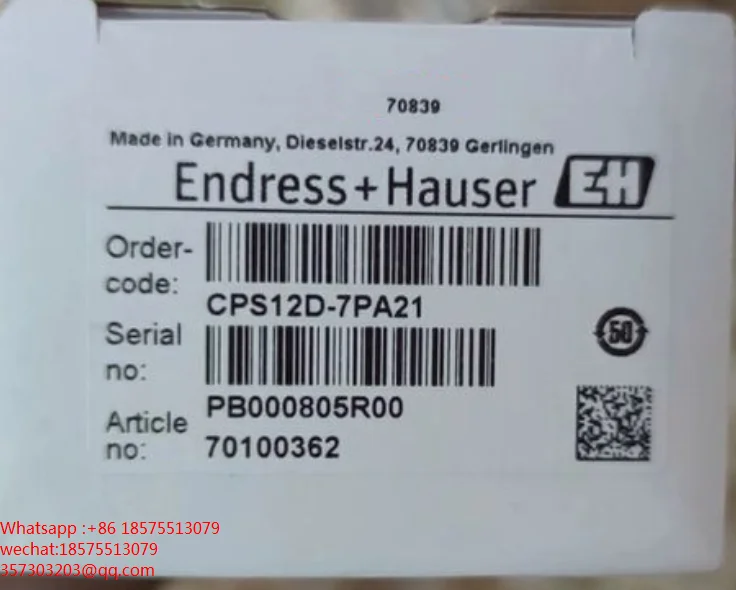 70839
Made in Germany, Dieselstr.24, 70839 Gerlingen
Endress+Hauser EH
Order-
code:
CPS12D-7PA21
Serial
no:
PB000805R00
Article
no:
70100362
50
Whatsapp :+86 18575513079
wechat:18575513079
357303203@qq.com